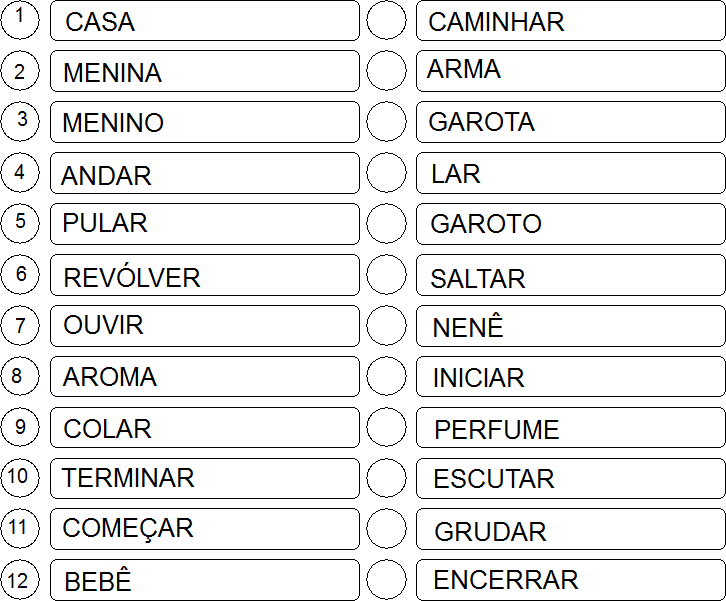 1 CASA CAMINHAR
2 MENINA ARMA
3 MENINO GAROTA
4 ANDAR LAR
5 PULAR GAROTO
6 REVÓLVER SALTAR
7 OUVIR NENÊ
8 AROMA INICIAR
9 COLAR PERFUME
10 TERMINAR ESCUTAR
11 COMEÇAR GRUDAR
12 BEBÊ ENCERRAR